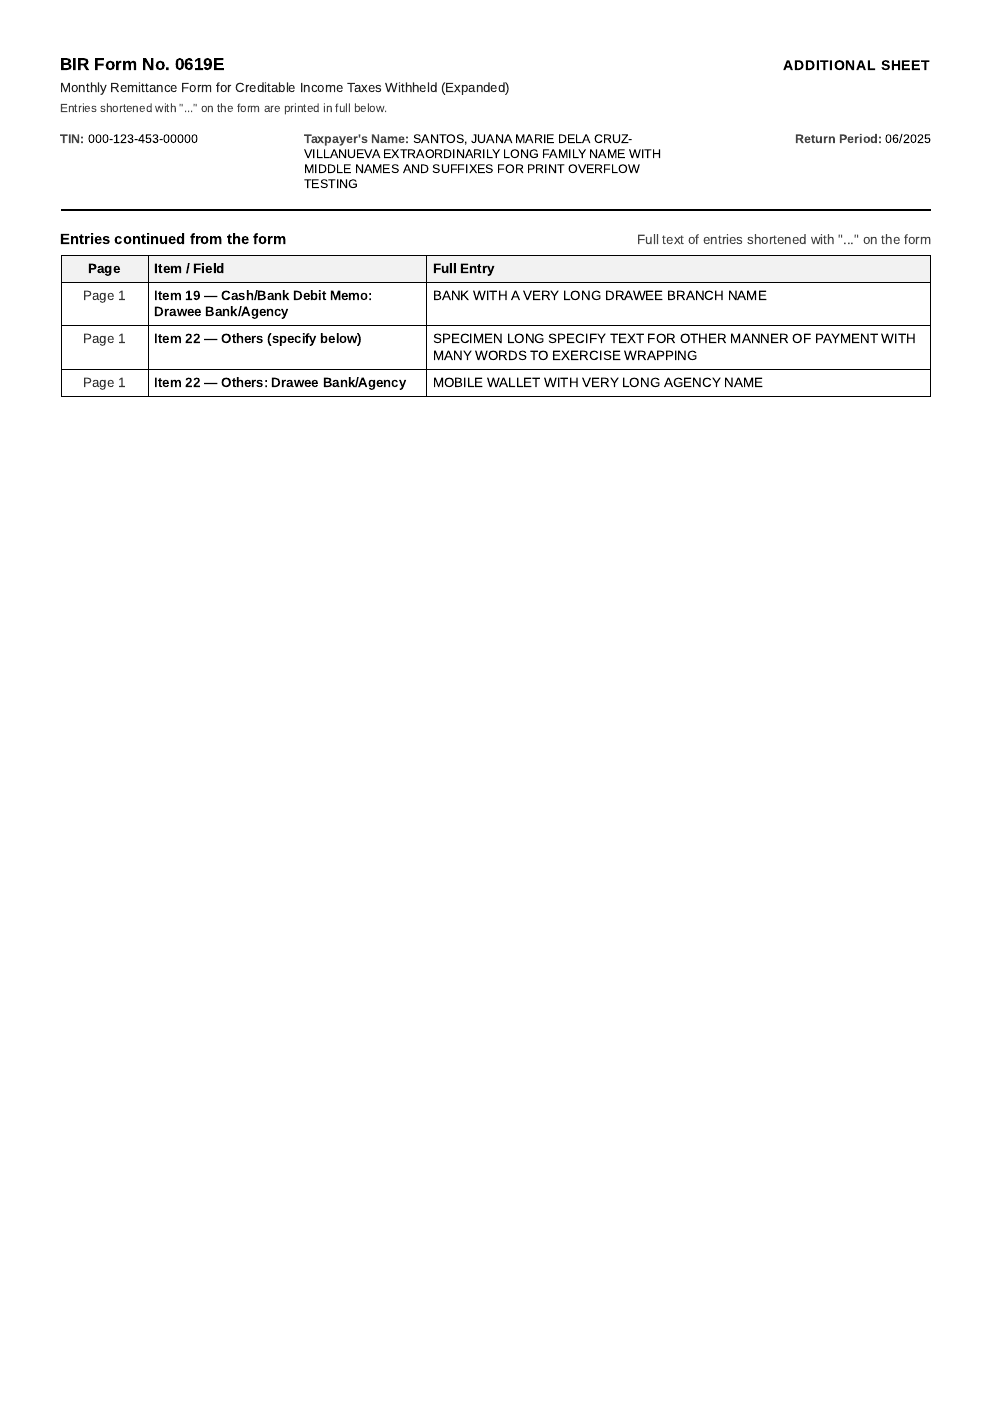 BIR Form No. 0619E
ADDITIONAL SHEET
Monthly Remittance Form for Creditable Income Taxes Withheld (Expanded)
Entries shortened with "..." on the form are printed in full below.
TIN: 000-123-453-00000
Taxpayer's Name: SANTOS, JUANA MARIE DELA CRUZ-
VILLANUEVA EXTRAORDINARILY LONG FAMILY NAME WITH
MIDDLE NAMES AND SUFFIXES FOR PRINT OVERFLOW
TESTING
Return Period: 06/2025
Entries continued from the form
Full text of entries shortened with "..." on the form
Page
Item / Field
Full Entry
Page 1
Item 19 — Cash/Bank Debit Memo:
Drawee Bank/Agency
BANK WITH A VERY LONG DRAWEE BRANCH NAME
Page 1
Item 22 — Others (specify below)
SPECIMEN LONG SPECIFY TEXT FOR OTHER MANNER OF PAYMENT WITH
MANY WORDS TO EXERCISE WRAPPING
Page 1
Item 22 — Others: Drawee Bank/Agency
MOBILE WALLET WITH VERY LONG AGENCY NAME